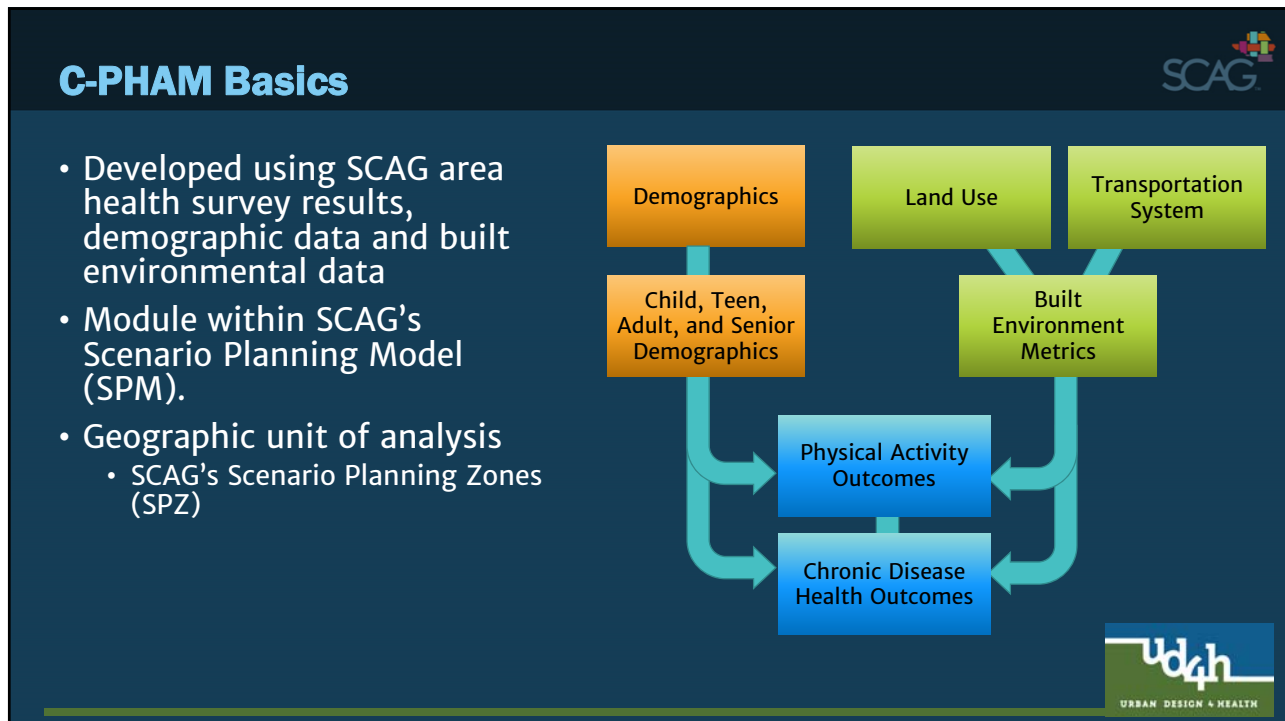 C-PHAM Basics
SCAG
• Developed using SCAG area
health survey results,
demographic data and built
environmental data
• Module within SCAG's
Scenario Planning Model
(SPM).
• Geographic unit of analysis
• SCAG's Scenario Planning Zones
(SPZ)
Demographics
Land Use
Transportation
System
Child, Teen,
Adult, and Senior
Demographics
Built
Environment
Metrics
Physical Activity
Outcomes
Chronic Disease
Health Outcomes
ud4h
URBAN DESIGN 4 HEALTH